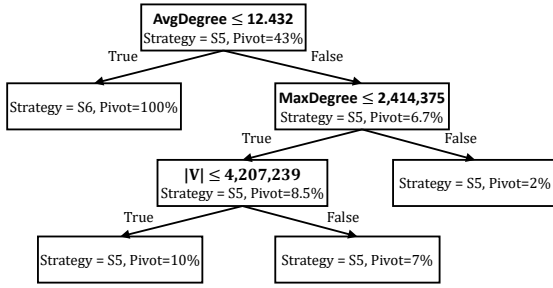 AvgDegree ≤ 12.432
Strategy = S5, Pivot=43%
True
False
Strategy = S6, Pivot=100%
MaxDegree ≤ 2,414,375
Strategy = S5, Pivot=6.7%
True
False
|V| ≤ 4,207,239
Strategy = S5, Pivot=8.5%
Strategy = S5, Pivot=2%
True
False
Strategy = S5, Pivot=10%
Strategy = S5, Pivot=7%